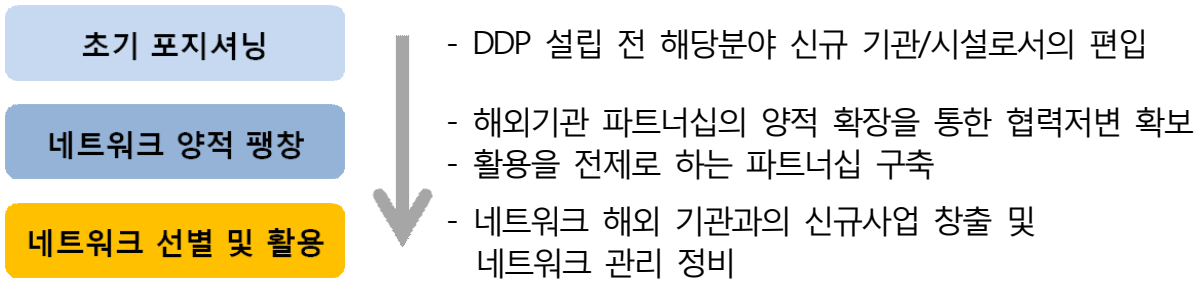 초기 포지셔닝
- DDP 설립 전 해당분야 신규 기관/시설로서의 편입
네트워크 양적 팽창
- 해외기관 파트너십의 양적 확장을 통한 협력저변 확보
- 활용을 전제로 하는 파트너십 구축
네트워크 선별 및 활용
- 네트워크 해외 기관과의 신규사업 창출 및
네트워크 관리 정비